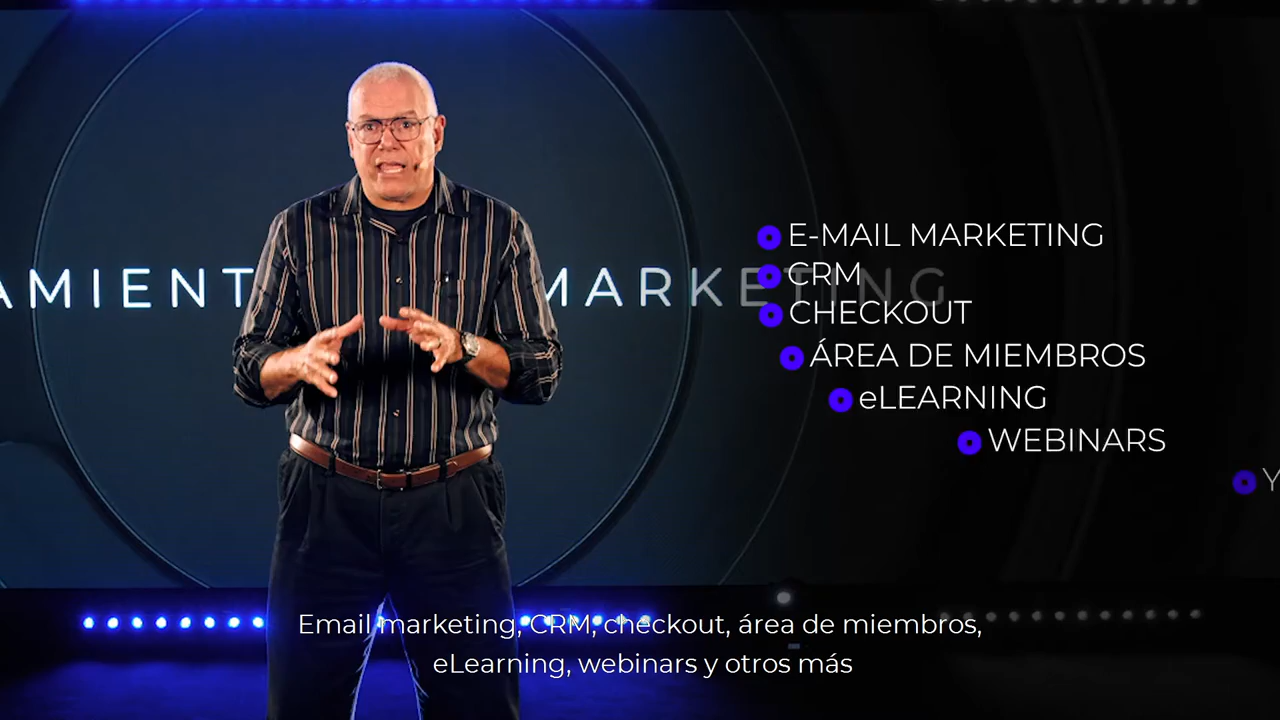 AMIENT MARKETING
E-MAIL MARKETING
CRM
CHECKOUT
ÁREA DE MIEMBROS
eLEARNING
WEBINARS
Y
Email marketing, CRM, checkout, área de miembros,
eLearning, webinars y otros más